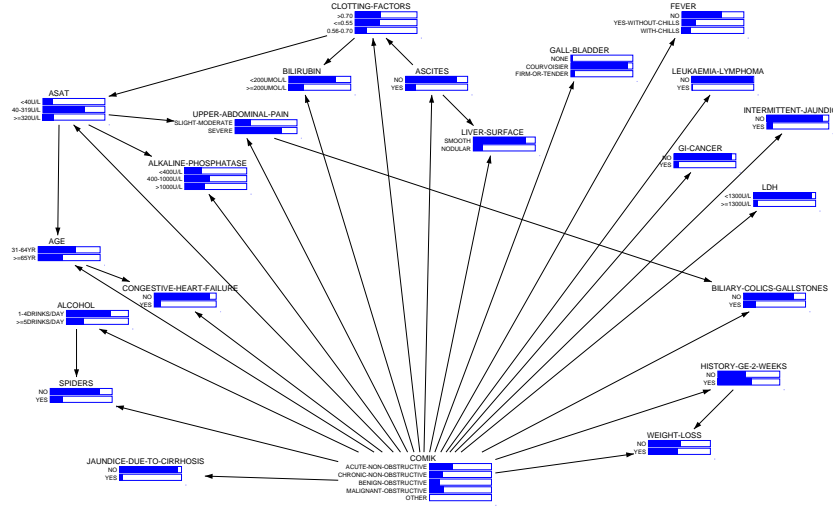 CLOTTING-FACTORS
>0.70
<=0.55
0.56-0.70
FEVER
NO
YES-WITHOUT-CHILLS
WITH-CHILLS
GALL-BLADDER
NONE
COURVOISIER
FIRM-OR-TENDER
BILIRUBIN
<200UMOL/L
>=200UMOL/L
ASCITES
NO
YES
LEUKAEMIA-LYMPHOMA
NO
YES
ASAT
<40U/L
40-319U/L
>=320U/L
UPPER-ABDOMINAL-PAIN
SLIGHT-MODERATE
SEVERE
INTERMITTENT-JAUNDIC
NO
YES
LIVER-SURFACE
SMOOTH
NODULAR
GI-CANCER
NO
YES
ALKALINE-PHOSPHATASE
<400U/L
400-1000U/L
>1000U/L
LDH
<1300U/L
>=1300U/L
AGE
31-64YR
>=65YR
CONGESTIVE-HEART-FAILURE
NO
YES
BILIARY-COLICS-GALLSTONES
NO
YES
ALCOHOL
1-4DRINKS/DAY
>=5DRINKS/DAY
HISTORY-GE-2-WEEKS
NO
YES
SPIDERS
NO
YES
WEIGHT-LOSS
NO
YES
JAUNDICE-DUE-TO-CIRRHOSIS
NO
YES
COMIK
ACUTE-NON-OBSTRUCTIVE
CHRONIC-NON-OBSTRUCTIVE
BENIGN-OBSTRUCTIVE
MALIGNANT-OBSTRUCTIVE
OTHER